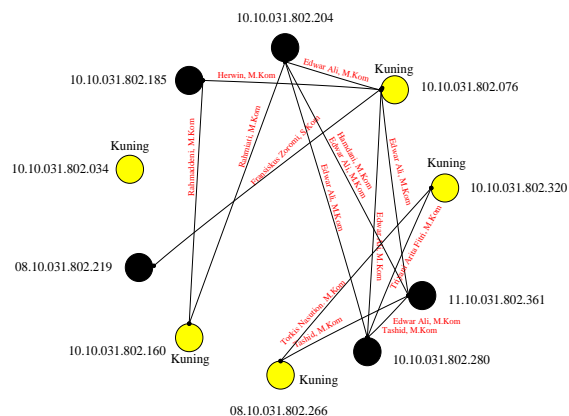 10.10.031.802.204
Edwar Ali, M.Kom
Kuning
10.10.031.802.185
Herwin, M.Kom
10.10.031.802.076
Rahmaddeni, M.Kom
Rahmiati, M.Kom
Fransiskus Zoromi, S.Kom
Hamdani, M.Kom
Edwar Ali, M.Kom
Edwar Ali, M.Kom
Kuning
10.10.031.802.034
Kuning
10.10.031.802.320
Edwar Ali, M.Kom
Edwar Ali, M.Kom
Triyani Arita Fitri, M.Kom
08.10.031.802.219
11.10.031.802.361
Torkis Nasution, M.Kom
Tashid, M.Kom
Edwar Ali, M.Kom
Tashid, M.Kom
10.10.031.802.160
Kuning
10.10.031.802.280
Kuning
08.10.031.802.266